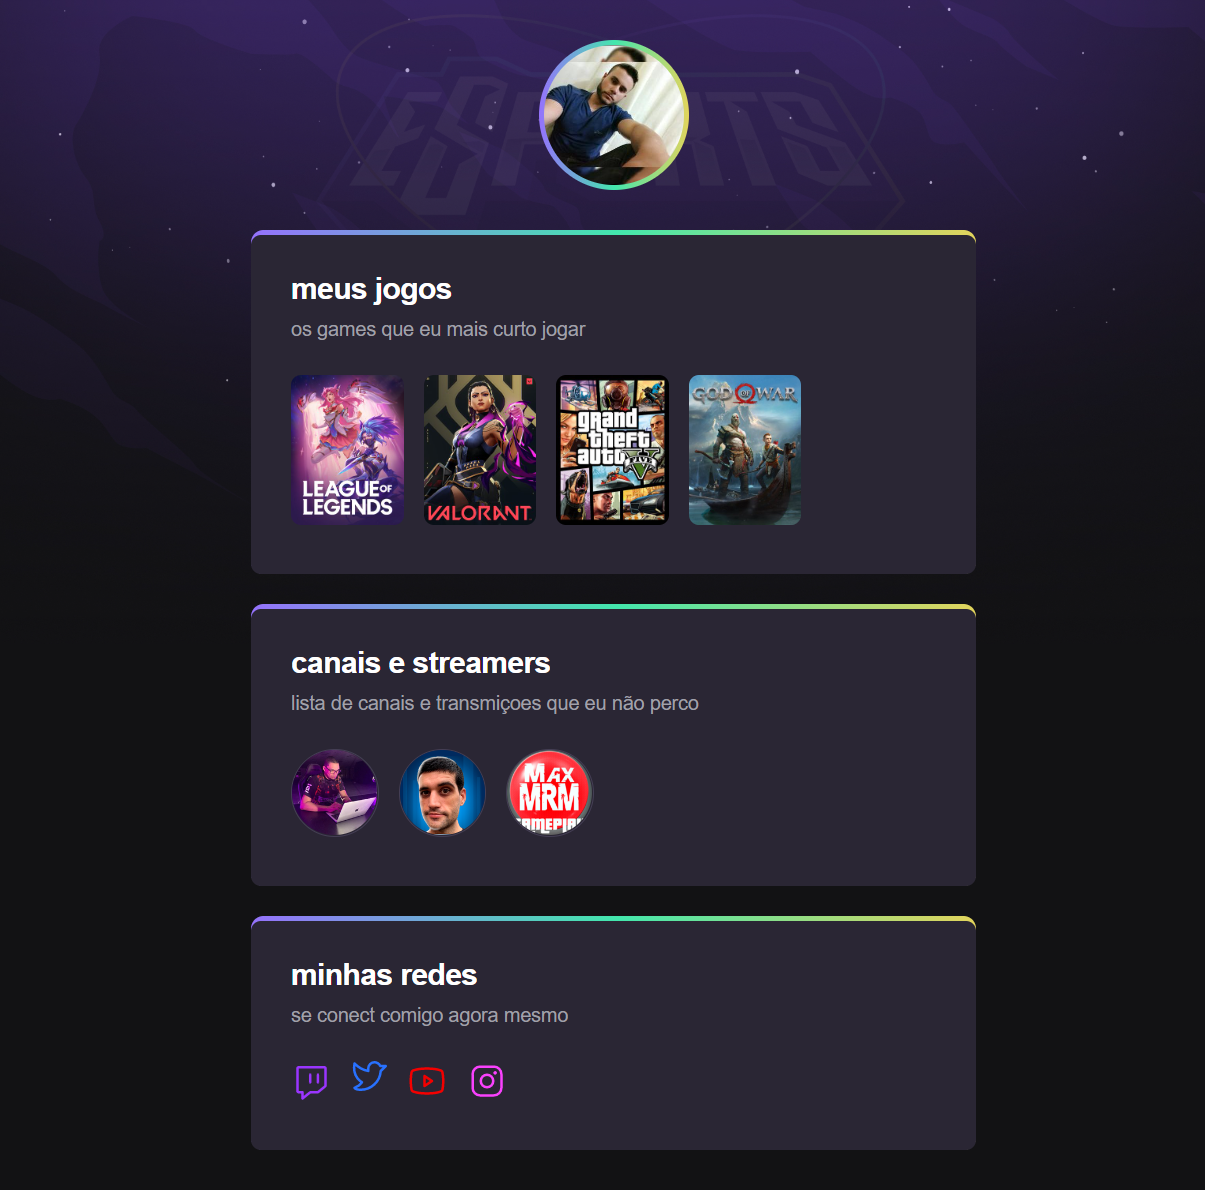 ESPORTS
meus jogos
os games que eu mais curto jogar
LEAGUE OF
LEGENDS
VALORANT
grand
theft
auto
V
FIVE
GOD OF WAR
canais e streamers
lista de canais e transmiçoes que eu não perco
MAX
MRM
GAMEPLAY
minhas redes
se conect comigo agora mesmo